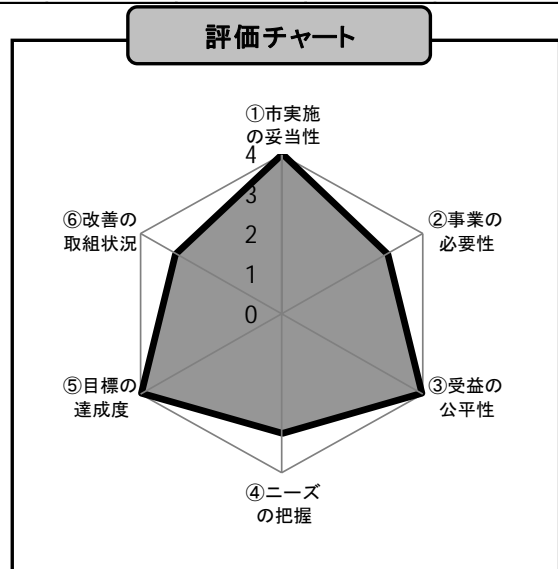 評価チャート
①市実施
の妥当性
4
3
2
1
0
②事業の
必要性
③受益の
公平性
④ニーズ
の把握
⑤目標の
達成度
⑥改善の
取組状況